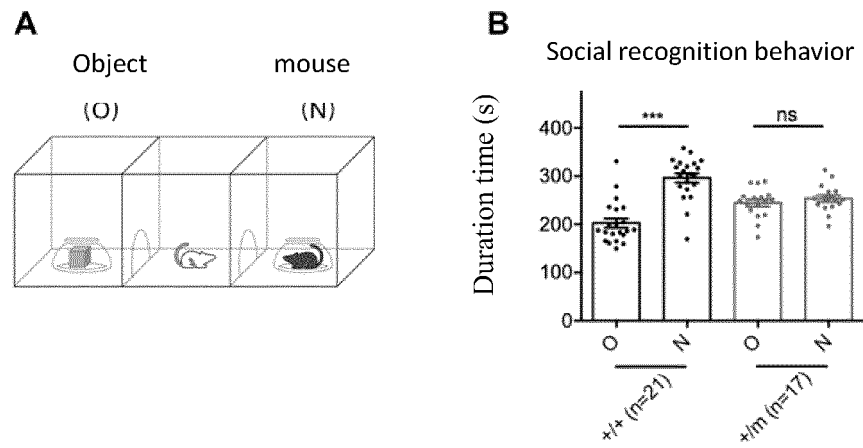 A
Object
mouse
(O)
(N)
B
Social recognition behavior
Duration time (s)
400
300
200
100
0
***
ns
O
N
O
N
+/+ (n=21)
+/m (n=17)